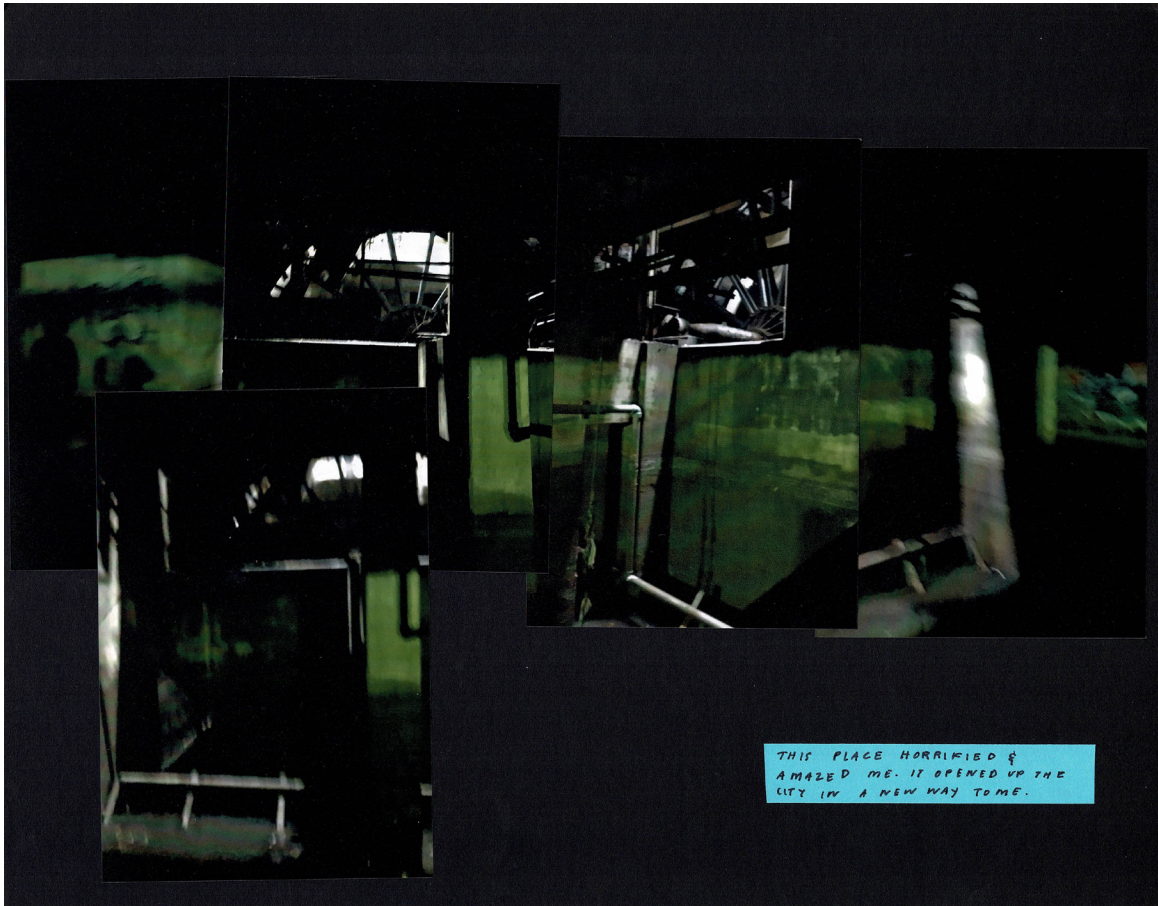 THIS PLACE HORRIFIED &
AMAZED ME. IT OPENED UP THE
CITY IN A NEW WAY TO ME.